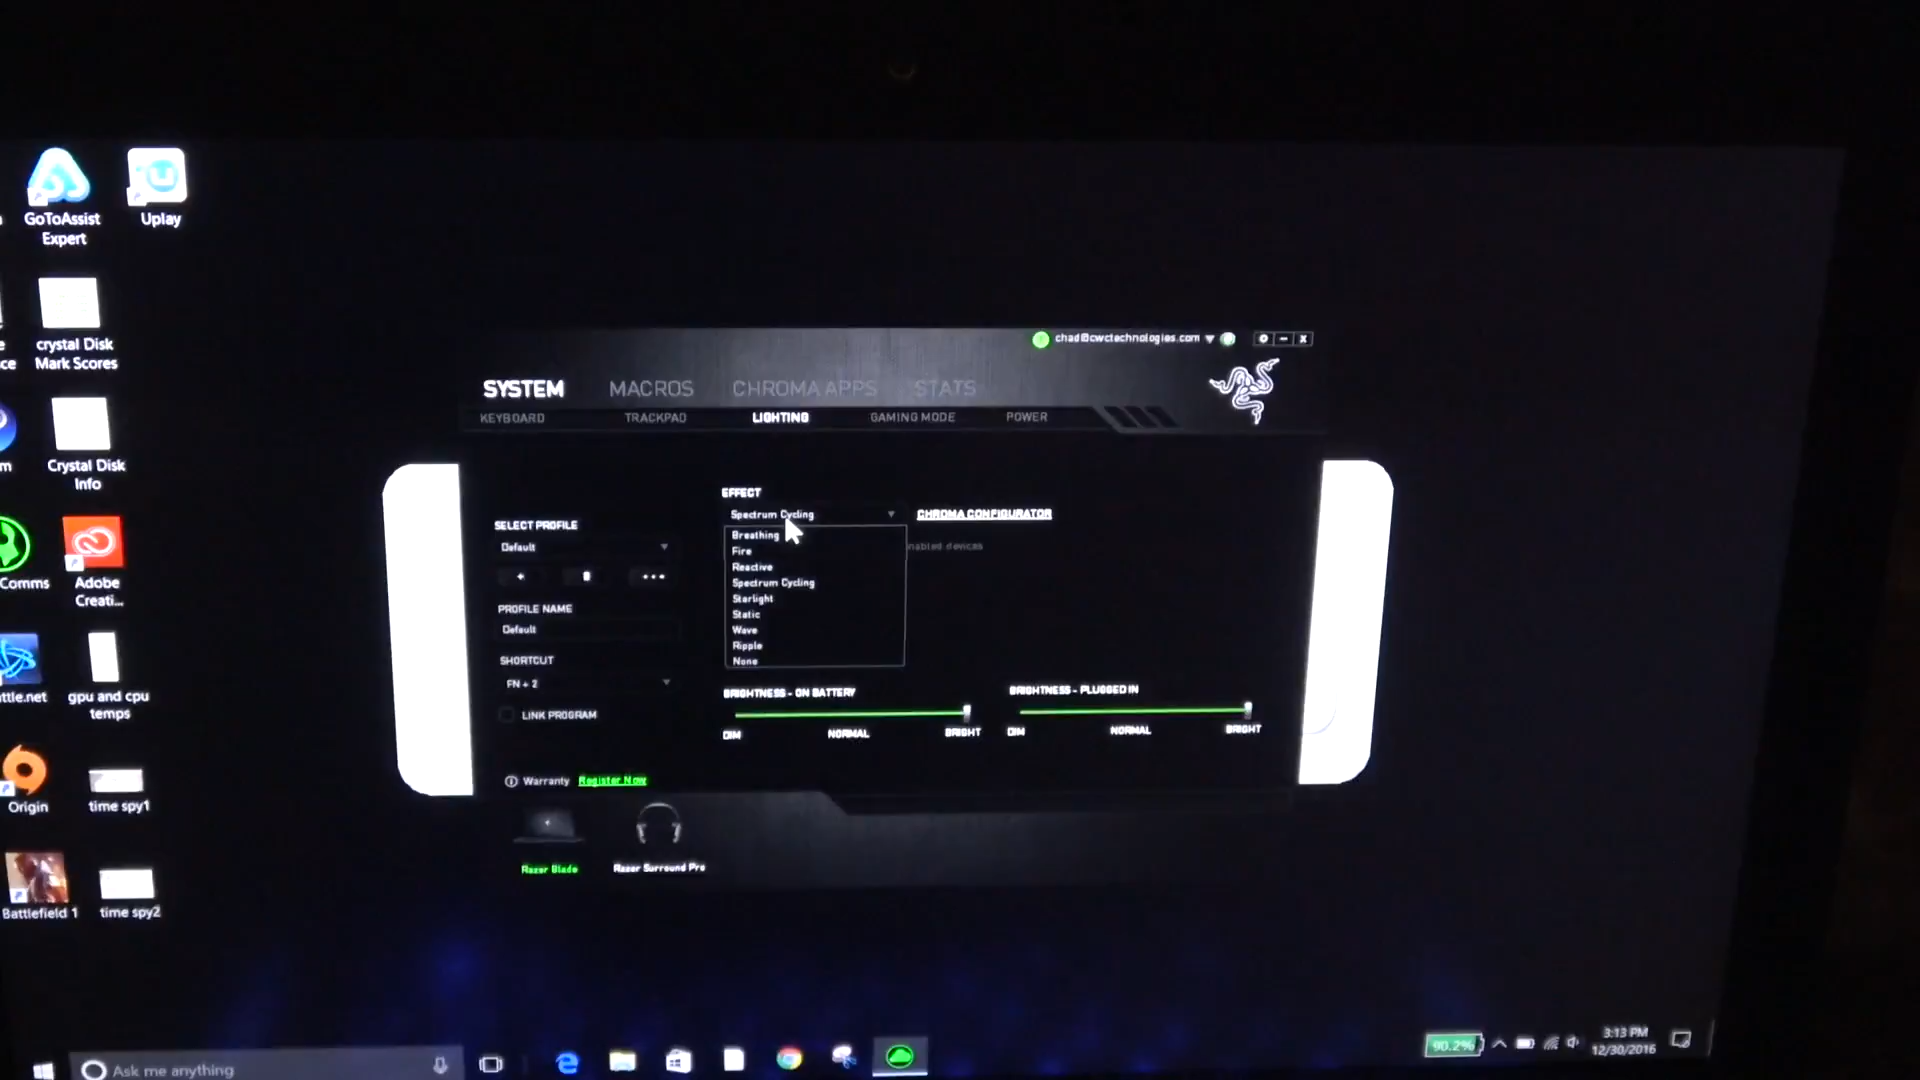 GoToAssist
Expert
Uplay
crystal Disk
Mark Scores
Crystal Disk
Info
Comms
Adobe
Creati...
gpu and cpu
temps
Origin
time spy1
Battlefield 1
time spy2
chad@cwctechnologies.com
SYSTEM MACROS CHROMA APPS STATS
KEYBOARD TRACKPAD LIGHTING GAMING MODE POWER
SELECT PROFILE
Default
PROFILE NAME
Default
SHORTCUT
FN + 2
LINK PROGRAM
EFFECT
Spectrum Cycling
CHROMA CONFIGURATOR
Breathing
Fire
Reactive
Spectrum Cycling
Starlight
Static
Wave
Ripple
None
nabled devices
BRIGHTNESS - ON BATTERY
DIM NORMAL BRIGHT
BRIGHTNESS - PLUGGED IN
DIM NORMAL BRIGHT
Warranty Register Now
Razer Blade
Razer Surround Pro
Ask me anything
90.2%
3:13 PM
12/30/2016